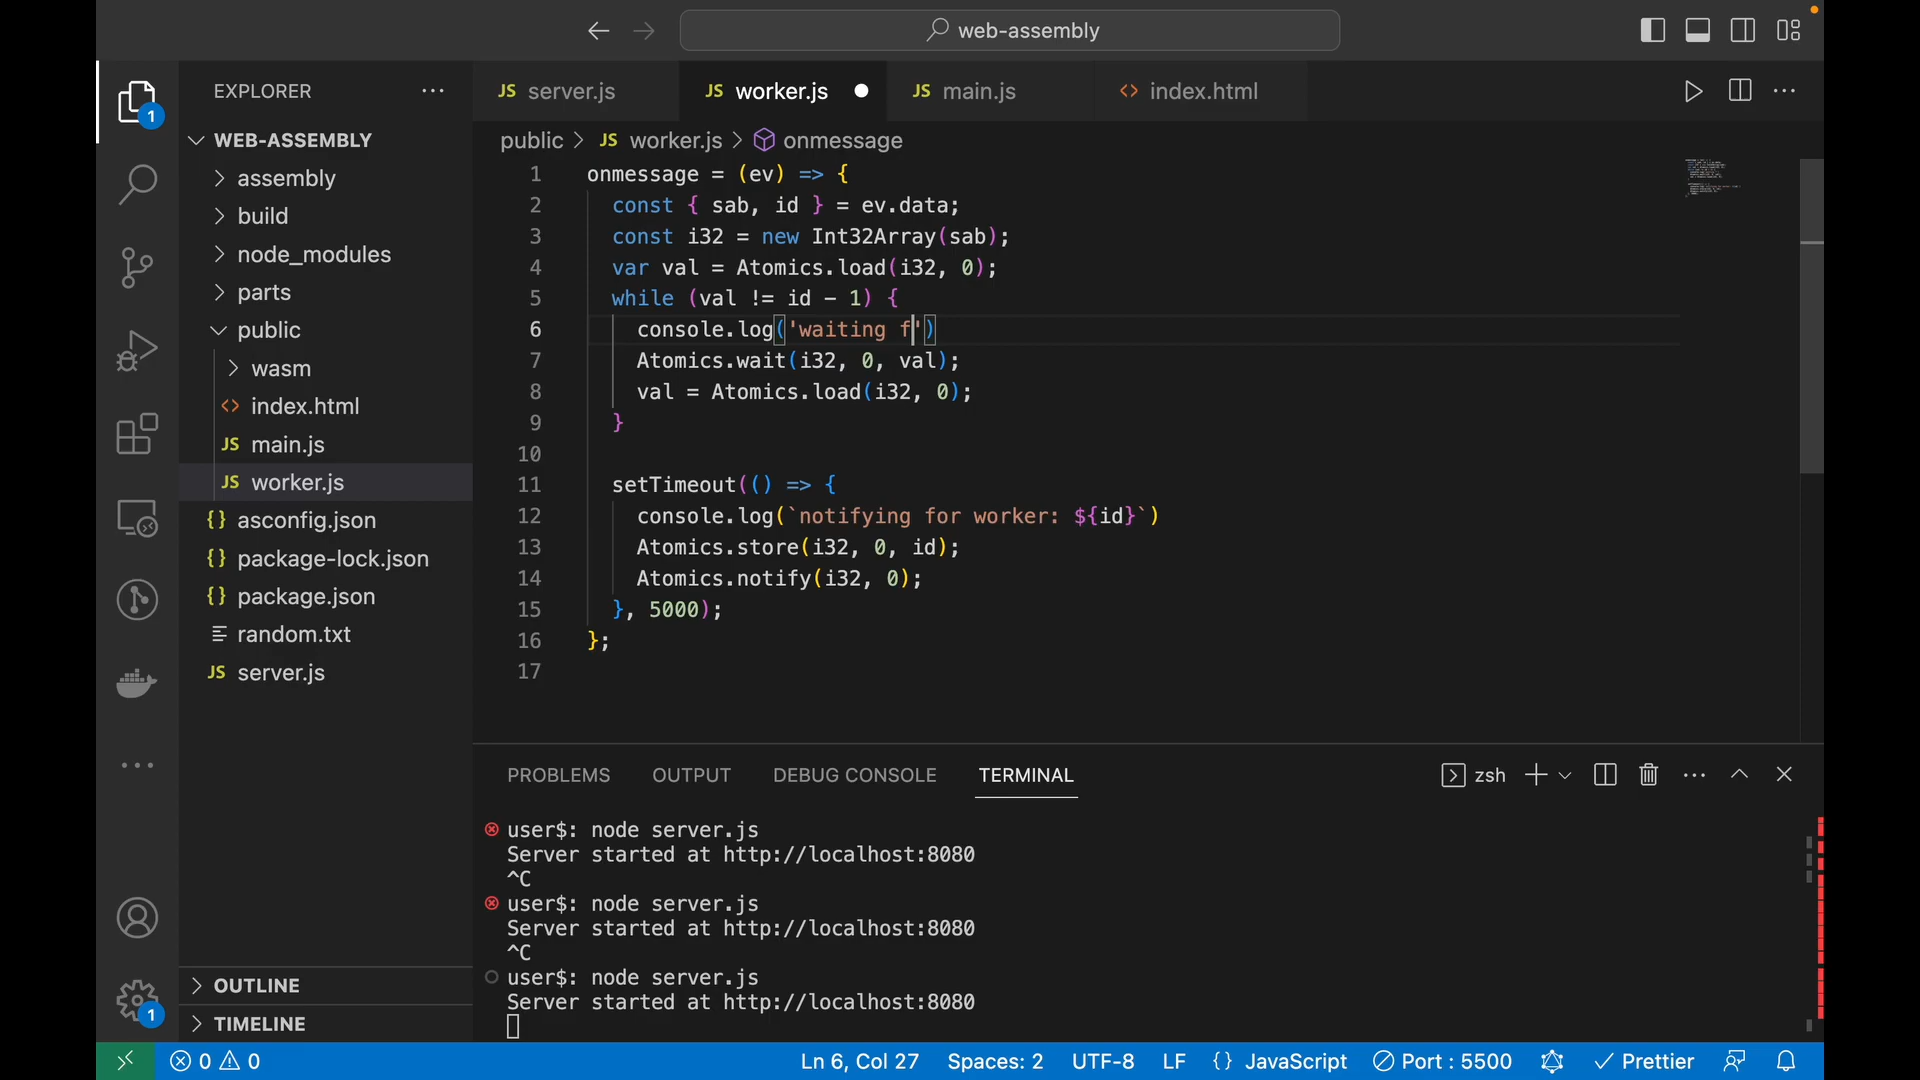 web-assembly
EXPLORER
WEB-ASSEMBLY
assembly
build
node_modules
parts
public
wasm
<> index.html
JS main.js
JS worker.js
{} asconfig.json
{} package-lock.json
{} package.json
random.txt
JS server.js
OUTLINE
TIMELINE
1
1
JS server.js
JS worker.js
JS main.js
<> index.html
public > JS worker.js > onmessage
1 onmessage = (ev) => {
2 const { sab, id } = ev.data;
3 const i32 = new Int32Array(sab);
4 var val = Atomics.load(i32, 0);
5 while (val != id - 1) {
6 console.log('waiting f')
7 Atomics.wait(i32, 0, val);
8 val = Atomics.load(i32, 0);
9 }
10
11 setTimeout(() => {
12 console.log(`notifying for worker: ${id}`)
13 Atomics.store(i32, 0, id);
14 Atomics.notify(i32, 0);
15 }, 5000);
16 };
17
PROBLEMS OUTPUT DEBUG CONSOLE TERMINAL zsh
user$: node server.js
Server started at http://localhost:8080
^C
user$: node server.js
Server started at http://localhost:8080
^C
user$: node server.js
Server started at http://localhost:8080
0 0 Ln 6, Col 27 Spaces: 2 UTF-8 LF {} JavaScript Port : 5500 Prettier